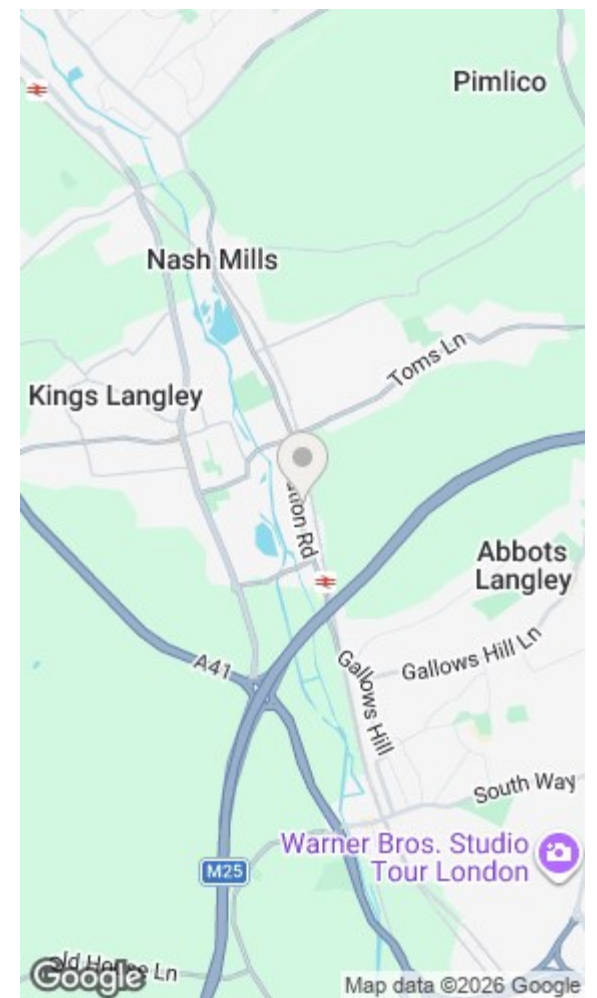 Pimlico
Nash Mills
Toms Ln
Kings Langley
Abbots
Langley
A41
Gallows Hill Ln
Gallows Hill
South Way
Warner Bros. Studio
Tour London
M25
Ln
Google
Map data ©2026 Google